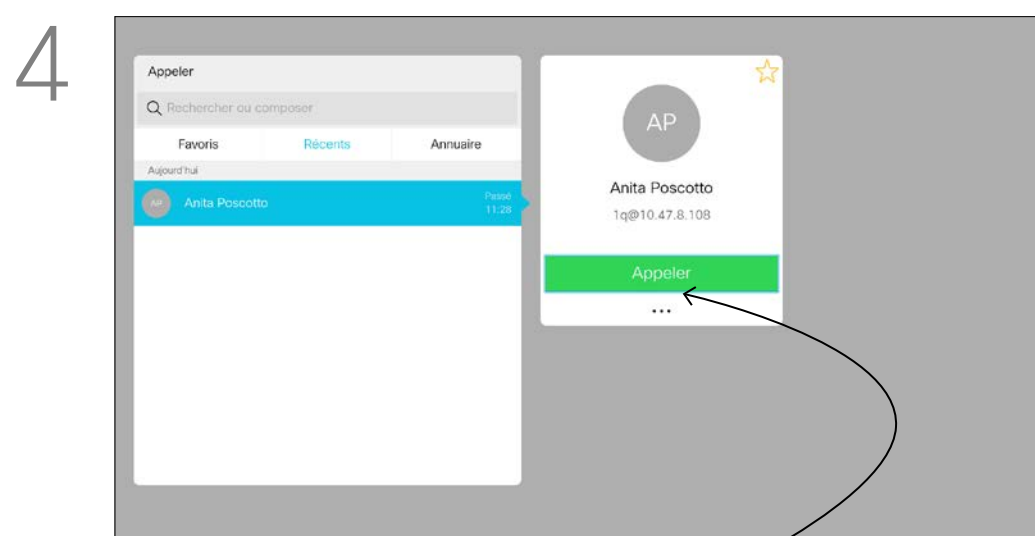 4
Appeler
Rechercher ou composer
Favoris Récents Annuaire
Aujourd'hui
AP Anita Poscotto Passé
11:28
AP
Anita Poscotto
1q@10.47.8.108
Appeler
...